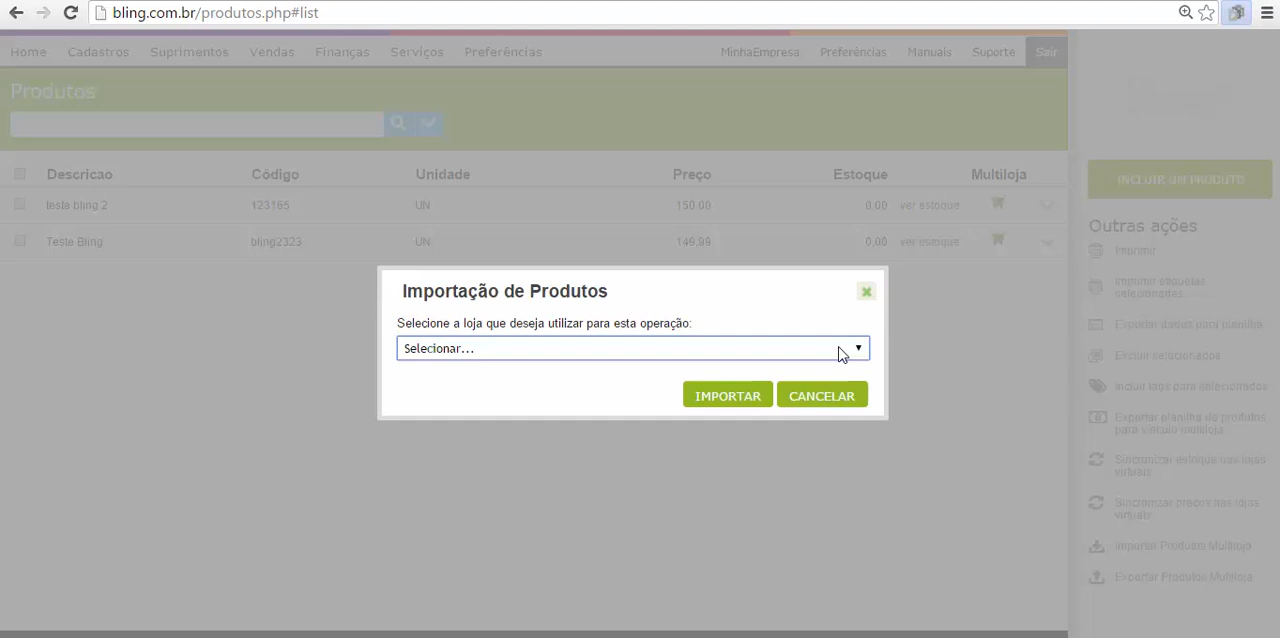 bling.com.br/produtos.php#list
Home Cadastros Suprimentos Vendas Finanças Serviços Preferências MinhaEmpresa Preferências Manuais Suporte Sair
Produtos
Descricao Código Unidade Preço Estoque Multiloja
teste bling 2 123165 UN 150.00 0.00 ver estoque
Teste Bling bling2323 UN 149,99 0,00 ver estoque
Importação de Produtos
Selecione a loja que deseja utilizar para esta operação:
Selecionar...
IMPORTAR CANCELAR
INCLUIR UM PRODUTO
Outras ações
Imprimir
Imprimir etiquetas
selecionadas
Exportar dados para planilha
Excluir selecionados
Incluir tags para selecionados
Exportar planilha de produtos
para vínculo multiloja
Sincronizar estoque nas lojas
virtuais
Sincronizar preços nas lojas
virtuais
Importar Produtos Multiloja
Exportar Produtos Multiloja